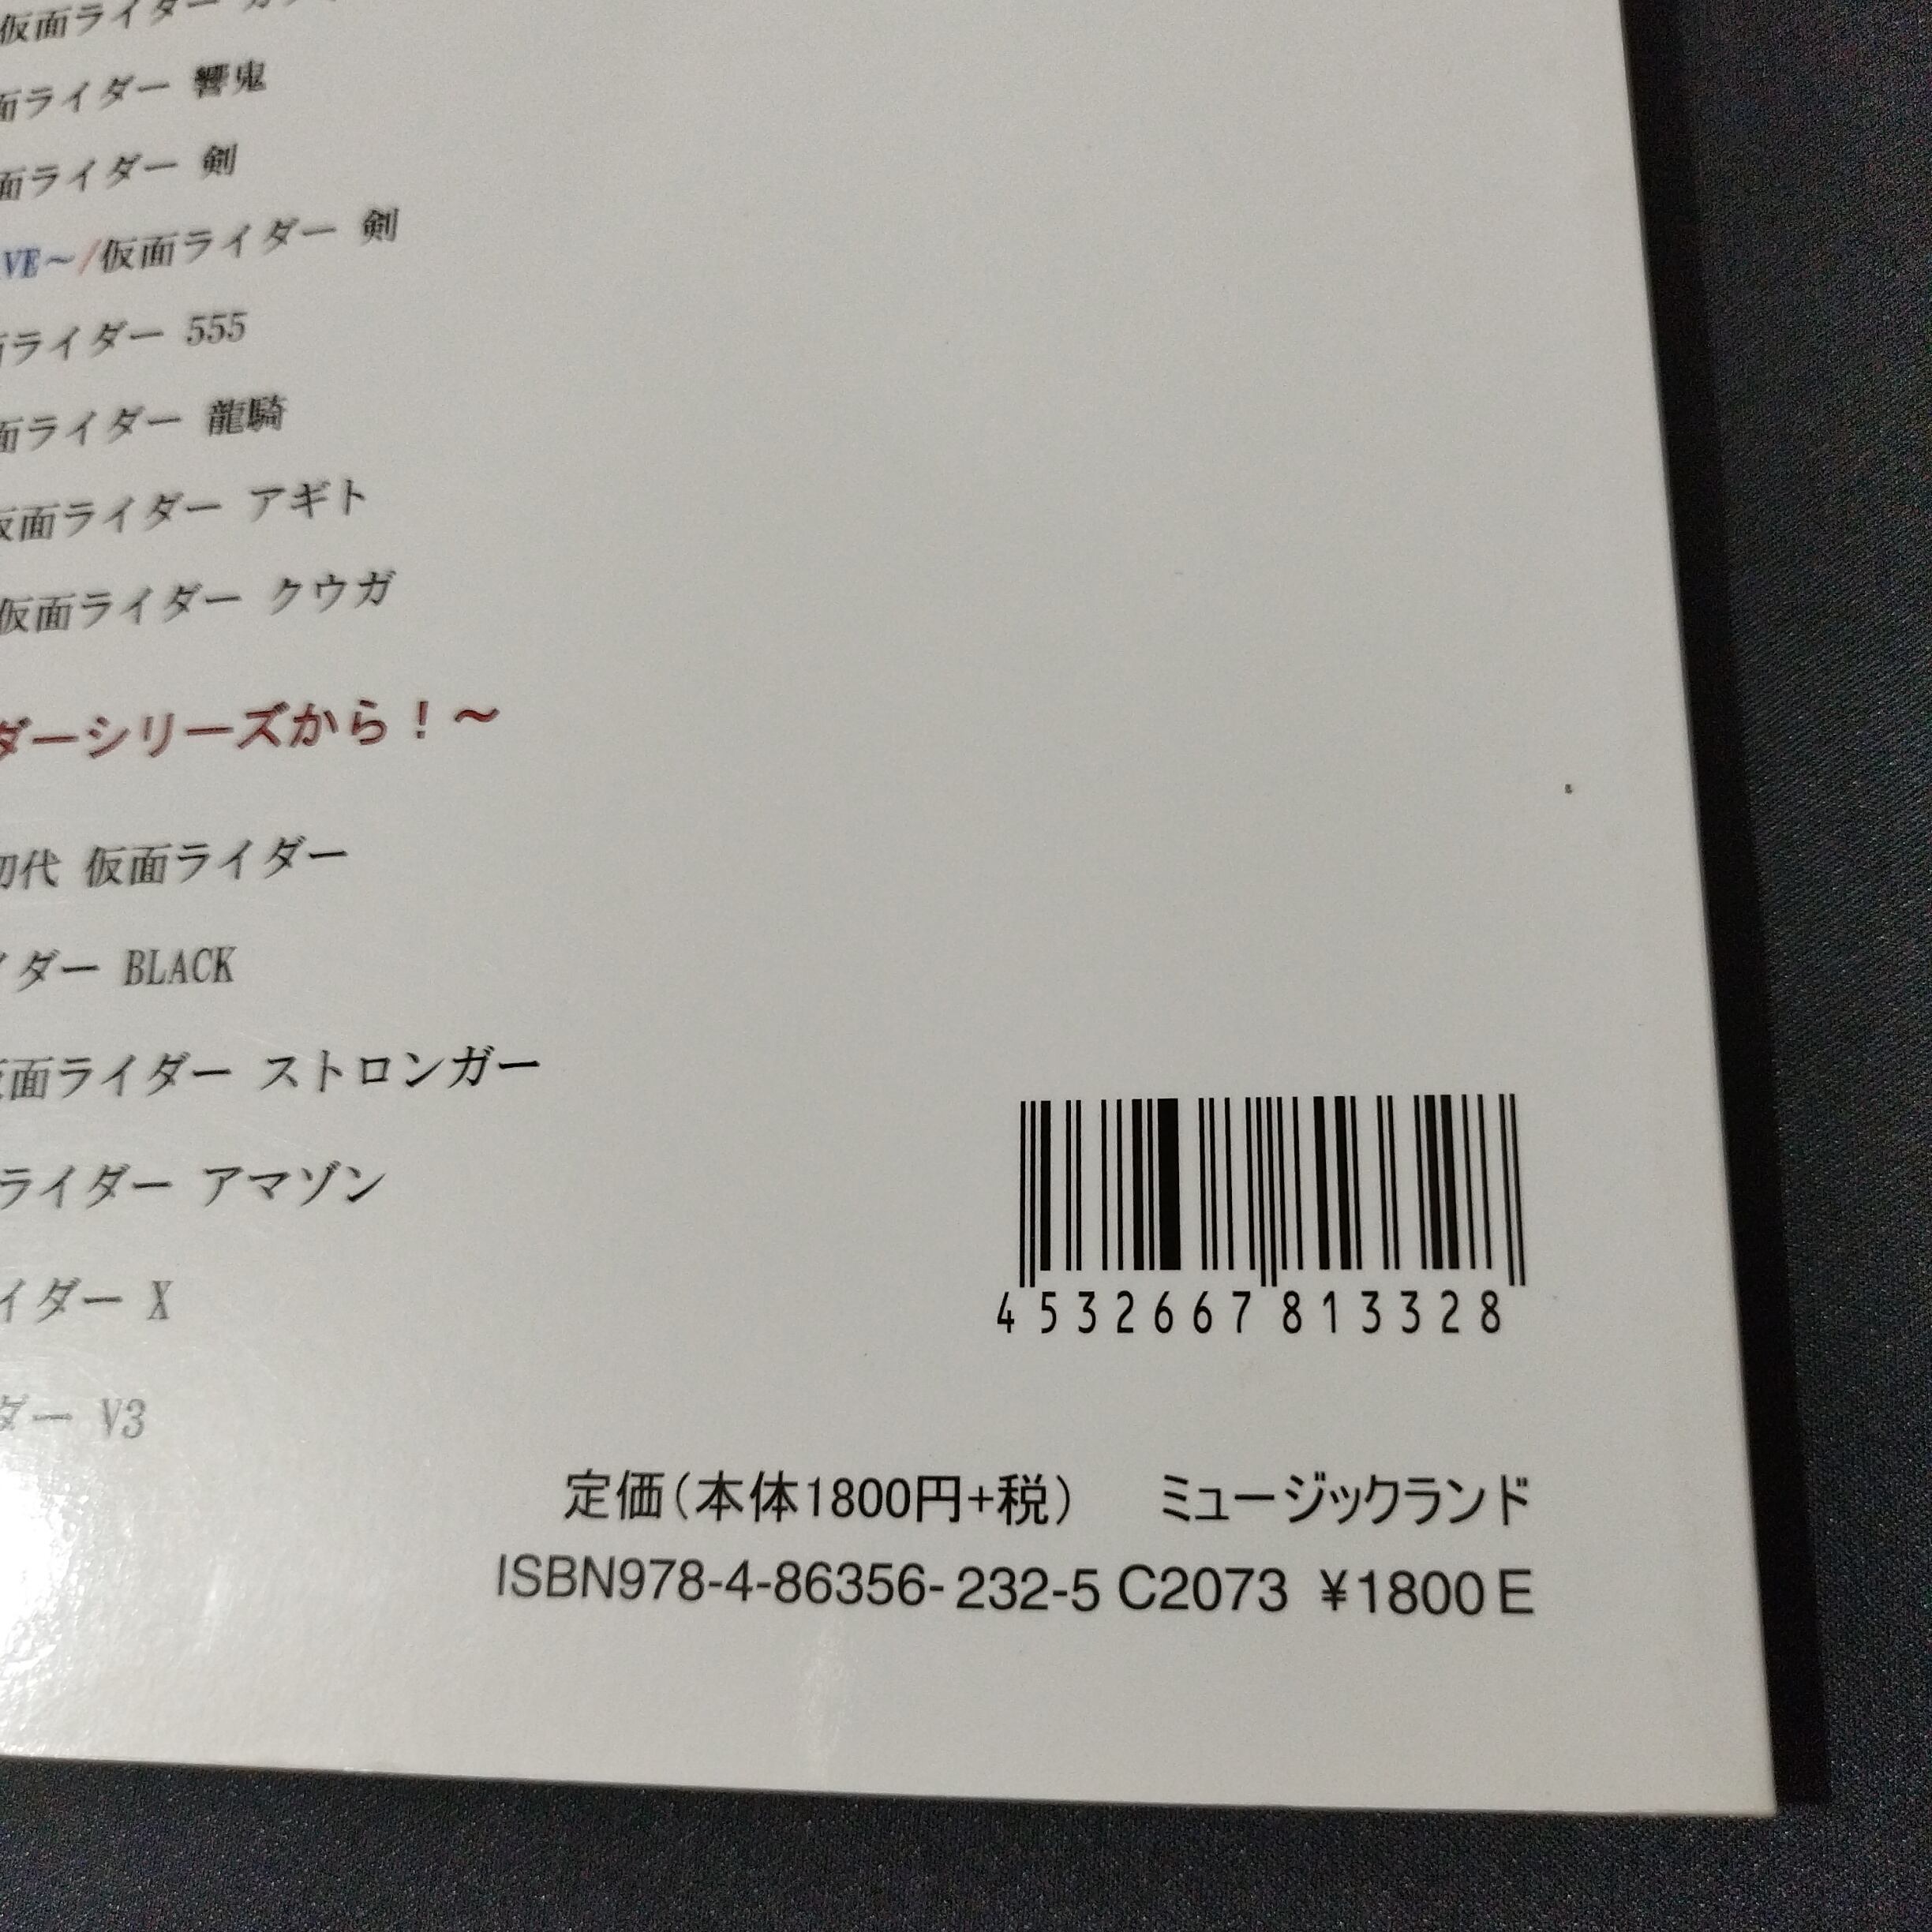 仮面ライダー
面ライダー 響鬼
面ライダー 剣
VE～/仮面ライダー 剣
ライダー 555
面ライダー 龍騎
仮面ライダー アギト
仮面ライダー クウガ
ダーシリーズから！～
初代 仮面ライダー
イダー BLACK
仮面ライダー ストロンガー
ライダー アマゾン
イダー X
ダー V3
4532667813328
定価（本体1800円+税） ミュージックランド
ISBN978-4-86356-232-5 C2073 ¥1800E